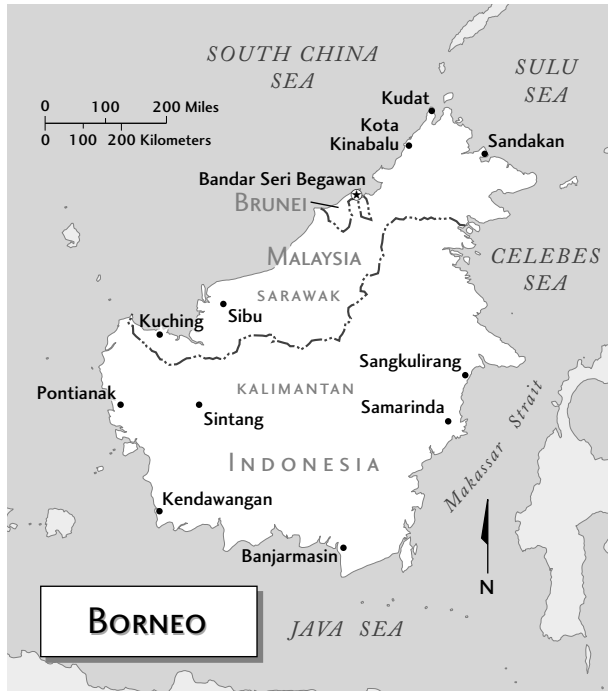 SOUTH CHINA
SEA
SULU
SEA
0 100 200 Miles
0 100 200 Kilometers
Kudat
Kota
Kinabalu
Sandakan
Bandar Seri Begawan
BRUNEI
MALAYSIA
CELEBES
SEA
SARAWAK
Sibu
Kuching
Sangkulirang
KALIMANTAN
Pontianak
Sintang
Samarinda
Makassar Strait
INDONESIA
Kendawangan
Banjarmasin
N
BORNEO
JAVA SEA